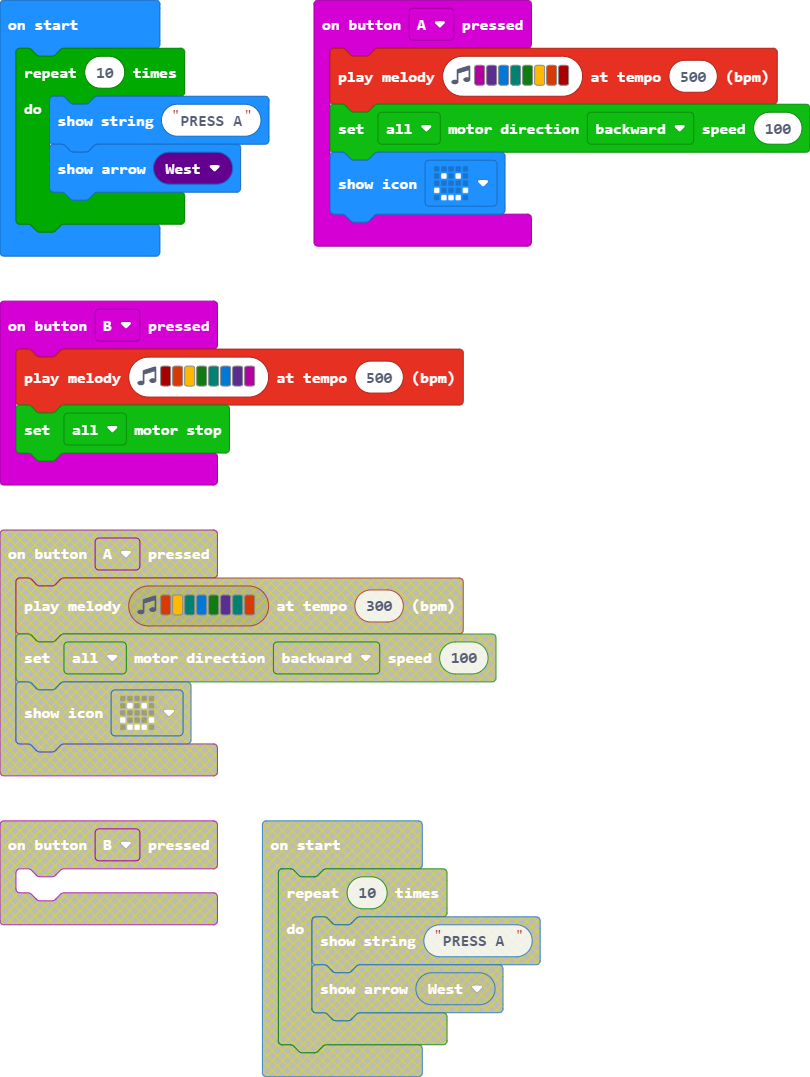 on start
repeat 10 times
do
show string "PRESS A"
show arrow West
on button A pressed
play melody at tempo 500 (bpm)
set all motor direction backward speed 100
show icon
on button B pressed
play melody at tempo 500 (bpm)
set all motor stop
on button A pressed
play melody at tempo 300 (bpm)
set all motor direction backward speed 100
show icon
on button B pressed
on start
repeat 10 times
do
show string "PRESS A "
show arrow West